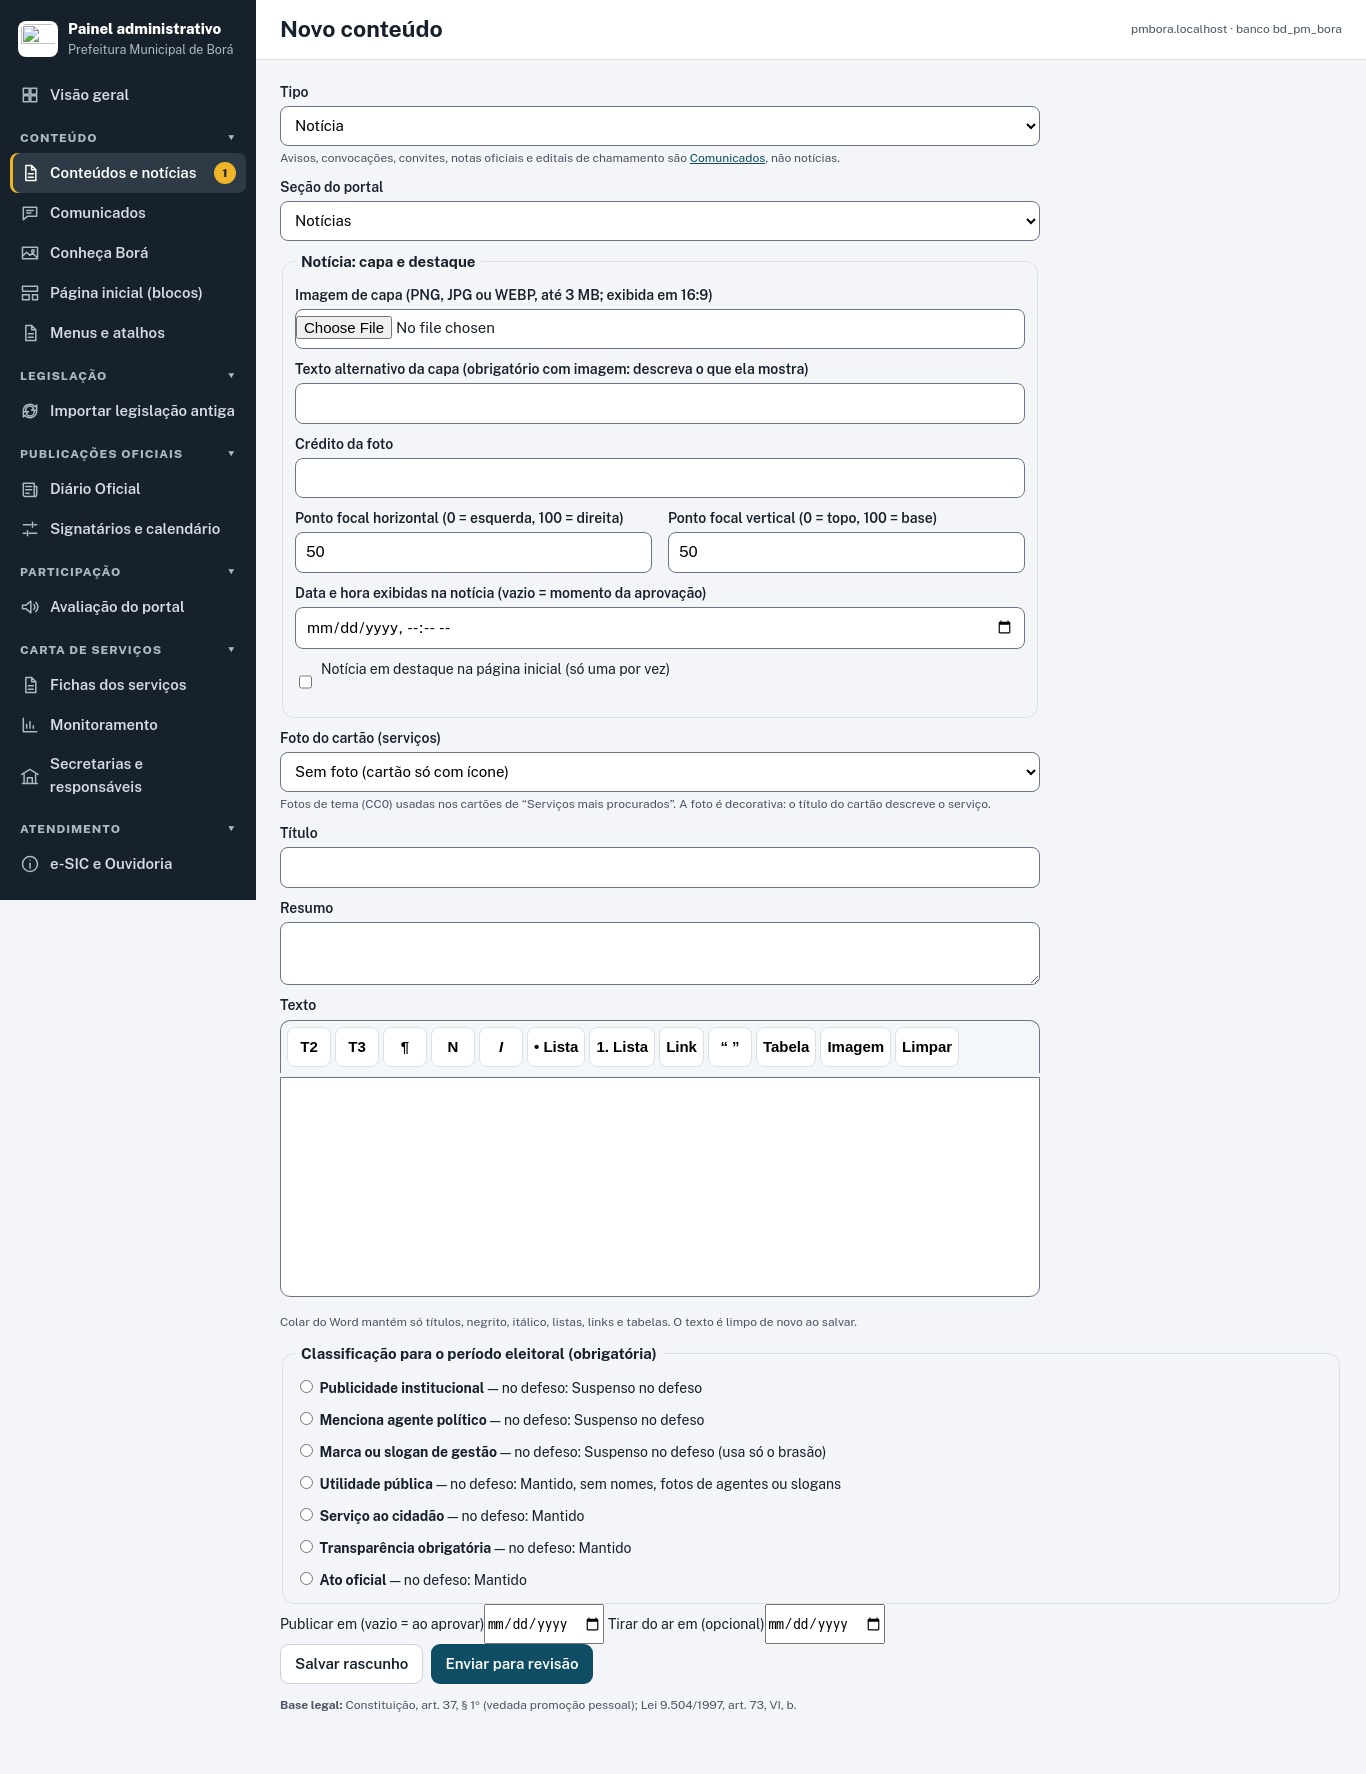 Painel administrativo
Prefeitura Municipal de Borá
Visão geral
CONTEÚDO
Conteúdos e notícias 1
Comunicados
Conheça Borá
Página inicial (blocos)
Menus e atalhos
LEGISLAÇÃO
Importar legislação antiga
PUBLICAÇÕES OFICIAIS
Diário Oficial
Signatários e calendário
PARTICIPAÇÃO
Avaliação do portal
CARTA DE SERVIÇOS
Fichas dos serviços
Monitoramento
Secretarias e
responsáveis
ATENDIMENTO
e-SIC e Ouvidoria
Novo conteúdo
pmbora.localhost · banco bd_pm_bora
Tipo
Notícia
Avisos, convocações, convites, notas oficiais e editais de chamamento são Comunicados, não notícias.
Seção do portal
Notícias
Notícia: capa e destaque
Imagem de capa (PNG, JPG ou WEBP, até 3 MB; exibida em 16:9)
Choose File No file chosen
Texto alternativo da capa (obrigatório com imagem: descreva o que ela mostra)
Crédito da foto
Ponto focal horizontal (0 = esquerda, 100 = direita) Ponto focal vertical (0 = topo, 100 = base)
50 50
Data e hora exibidas na notícia (vazio = momento da aprovação)
mm/dd/yyyy, --:-- --
Notícia em destaque na página inicial (só uma por vez)
Foto do cartão (serviços)
Sem foto (cartão só com ícone)
Fotos de tema (CC0) usadas nos cartões de “Serviços mais procurados”. A foto é decorativa: o título do cartão descreve o serviço.
Título
Resumo
Texto
T2 T3 ¶ N I • Lista 1. Lista Link “ ” Tabela Imagem Limpar
Colar do Word mantém só títulos, negrito, itálico, listas, links e tabelas. O texto é limpo de novo ao salvar.
Classificação para o período eleitoral (obrigatória)
Publicidade institucional — no defeso: Suspenso no defeso
Menciona agente político — no defeso: Suspenso no defeso
Marca ou slogan de gestão — no defeso: Suspenso no defeso (usa só o brasão)
Utilidade pública — no defeso: Mantido, sem nomes, fotos de agentes ou slogans
Serviço ao cidadão — no defeso: Mantido
Transparência obrigatória — no defeso: Mantido
Ato oficial — no defeso: Mantido
Publicar em (vazio = ao aprovar) mm/dd/yyyy Tirar do ar em (opcional) mm/dd/yyyy
Salvar rascunho Enviar para revisão
Base legal: Constituição, art. 37, § 1º (vedada promoção pessoal); Lei 9.504/1997, art. 73, VI, b.